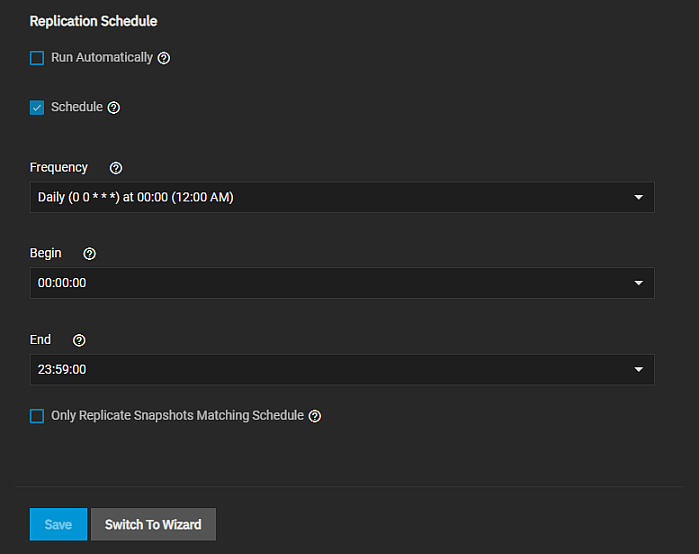 Replication Schedule
Run Automatically
Schedule
Frequency
Daily (0 0 * * *) at 00:00 (12:00 AM)
Begin
00:00:00
End
23:59:00
Only Replicate Snapshots Matching Schedule
Save Switch To Wizard